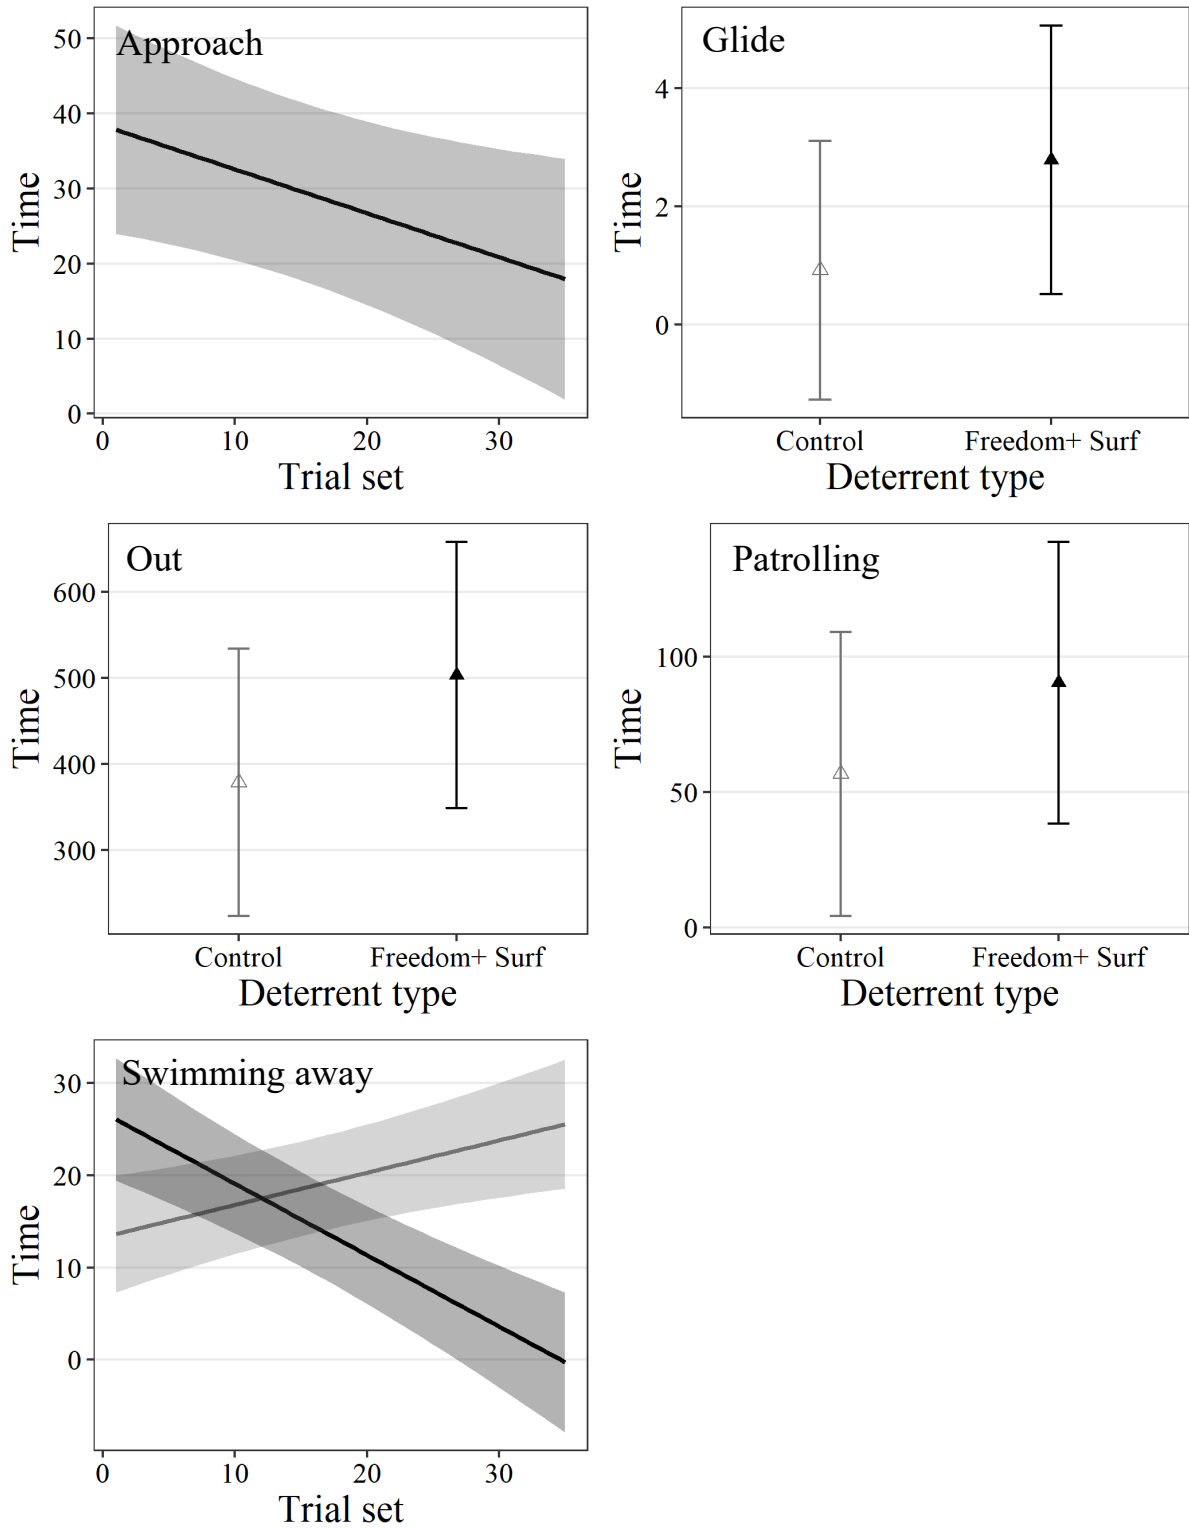 Approach
50
40
30
20
10
0
Time
0 10 20 30
Trial set
Glide
4
2
0
Time
Control Freedom+ Surf
Deterrent type
Out
600
500
400
300
Time
Control Freedom+ Surf
Deterrent type
Patrolling
100
50
0
Time
Control Freedom+ Surf
Deterrent type
Swimming away
30
20
10
0
Time
0 10 20 30
Trial set